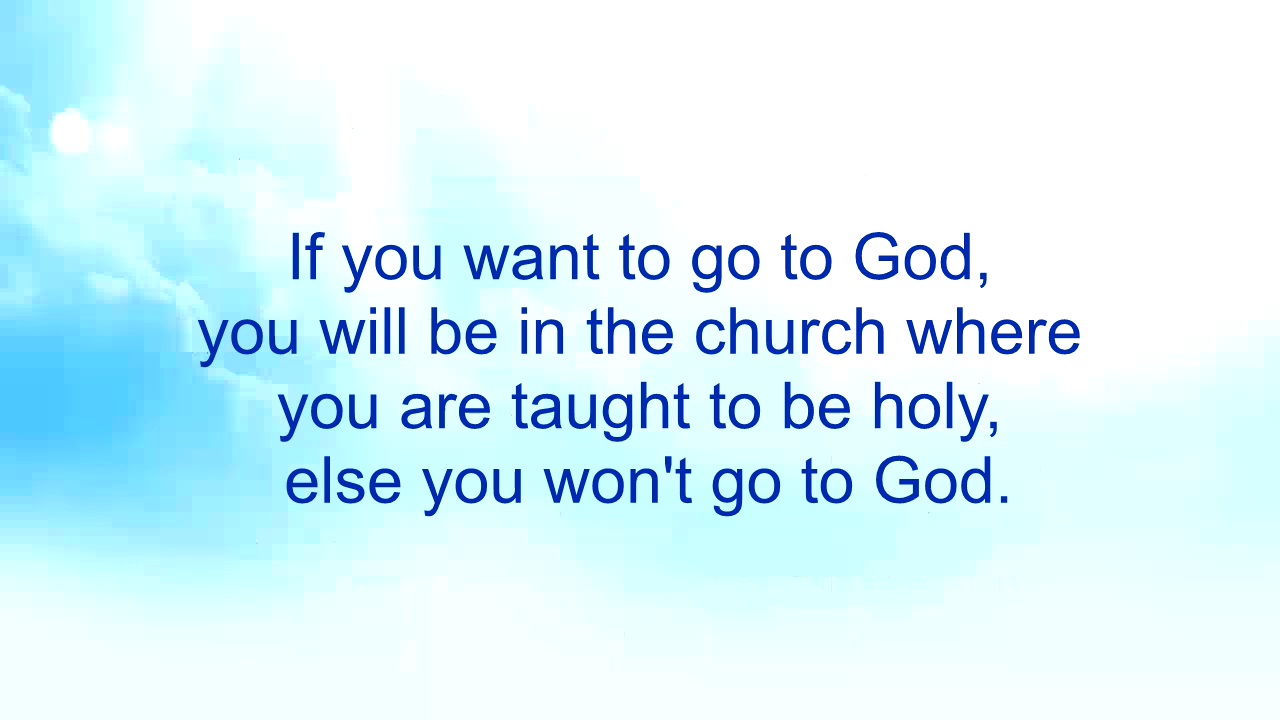 If you want to go to God,
you will be in the church where
you are taught to be holy,
else you won't go to God.